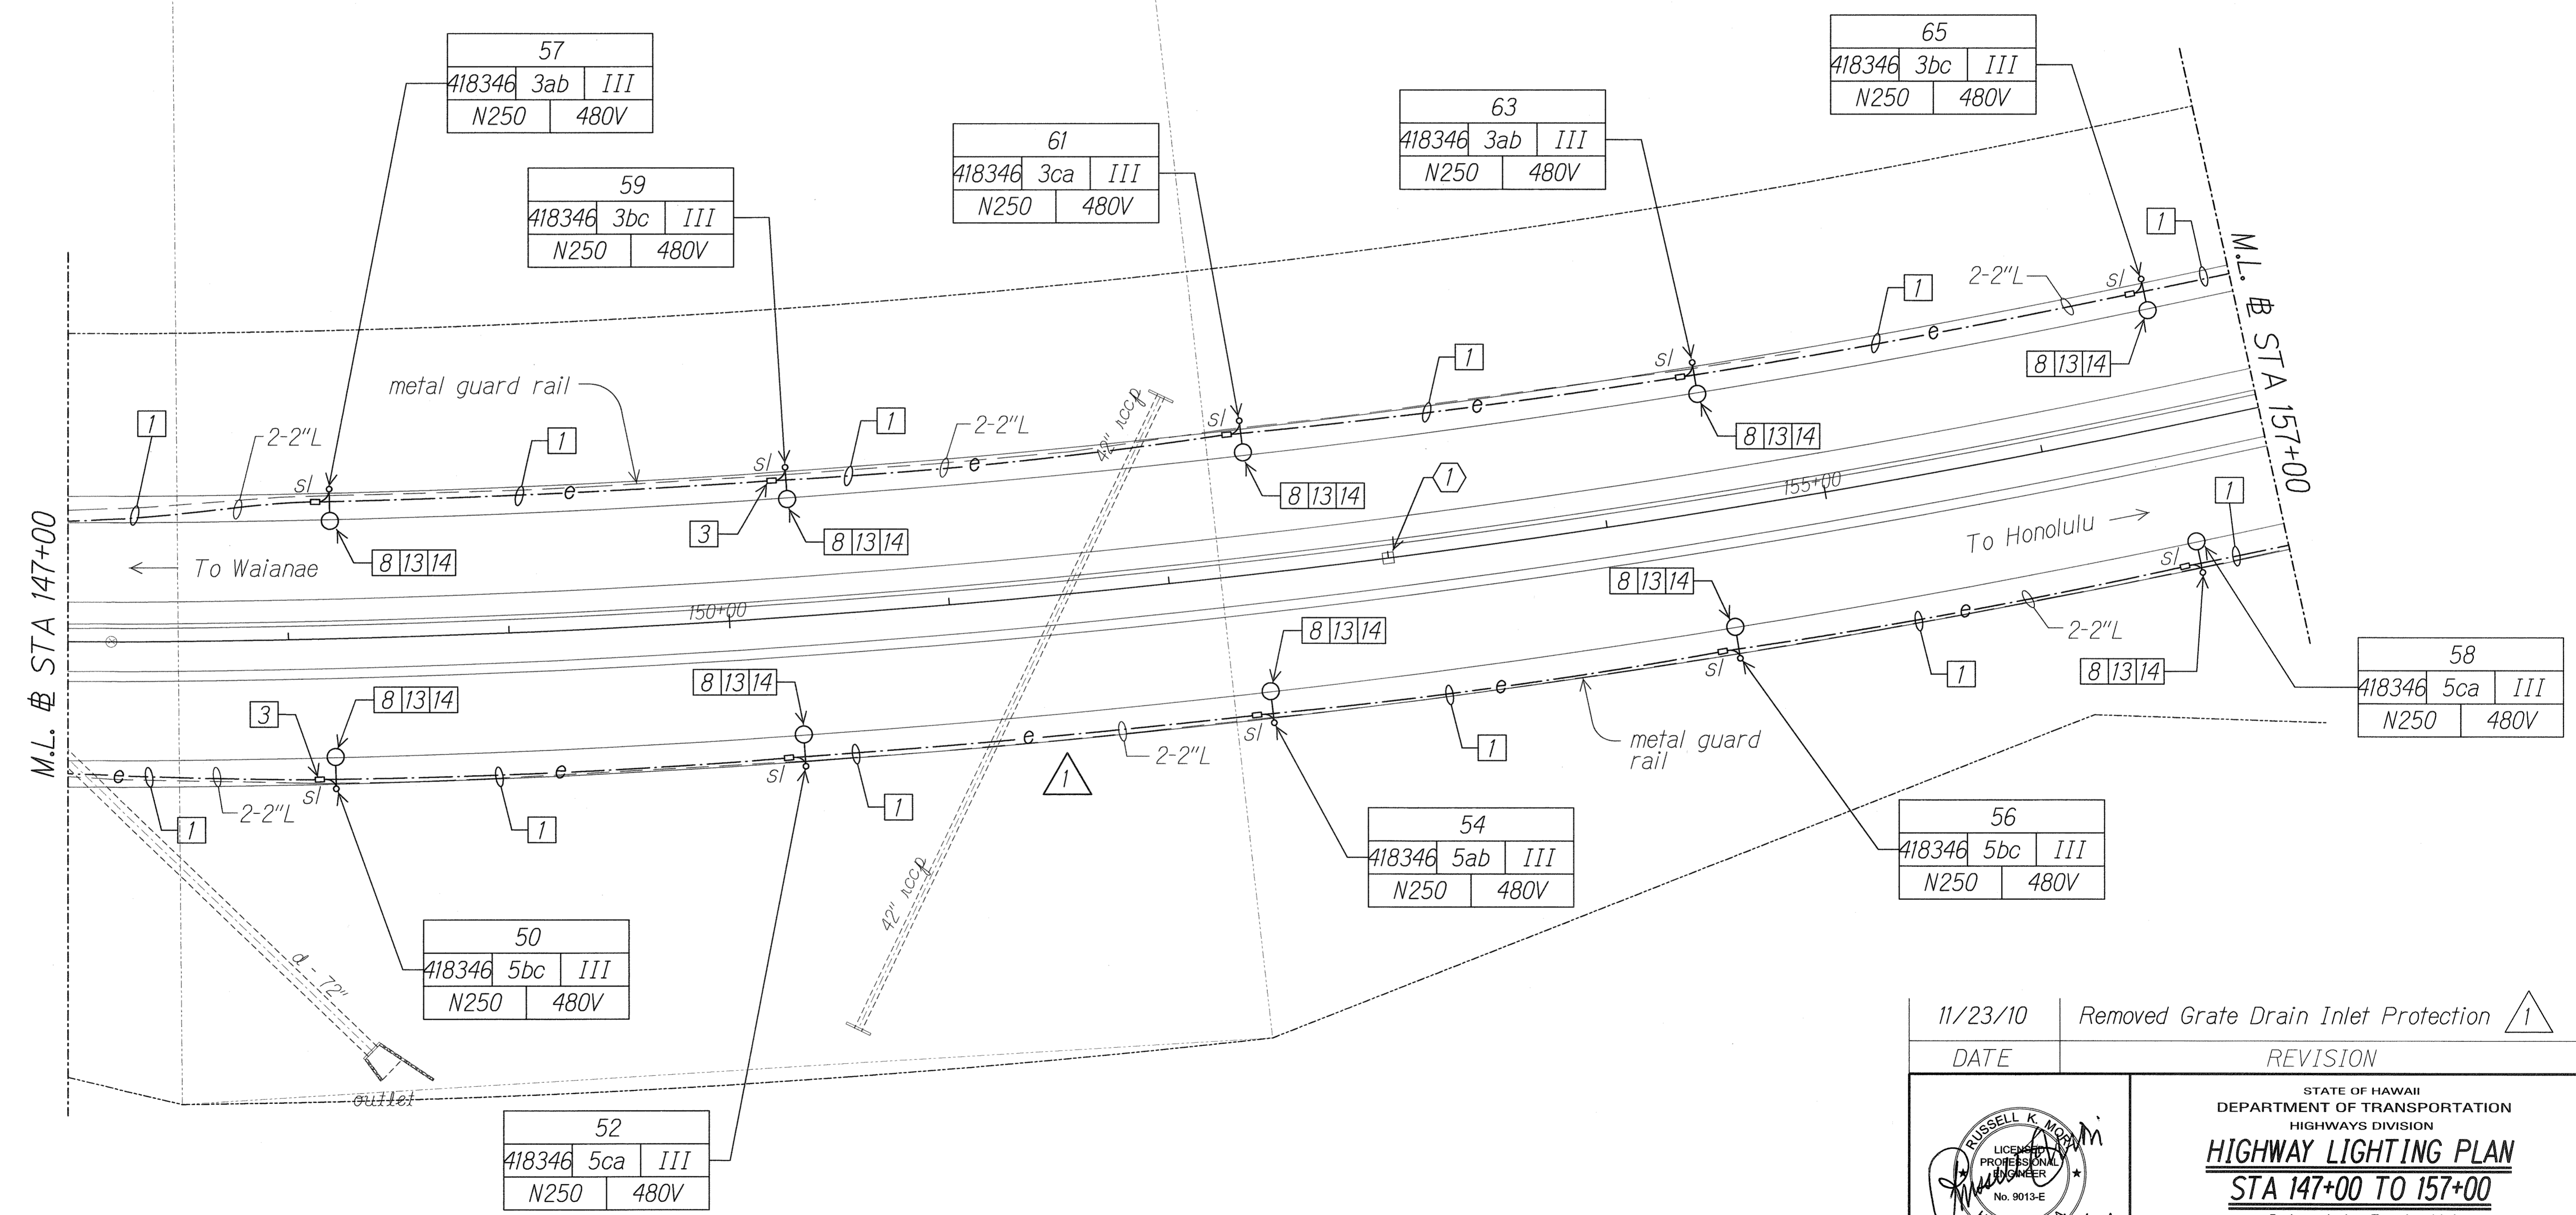 57
418346 3ab III
N250 480V
59
418346 3bc III
N250 480V
61
418346 3ca III
N250 480V
63
418346 3ab III
N250 480V
65
418346 3bc III
N250 480V
1
M.L. ␢ STA 157+00
2-2"L
sl
1
e
8 13 14
sl
1
e
8 13 14
metal guard rail
1
2-2"L
sl
1
e
sl
1
2-2"L
e
42" rccp
sl
8 13 14
1
3
8 13 14
8 13 14
To Waianae
M.L. ␢ STA 147+00
150+00
155+00
To Honolulu
1
sl
8 13 14
8 13 14
8 13 14
8 13 14
3
e
1
2-2"L
sl
e
1
sl
1
e
2-2"L
1
sl
e
1
metal guard
rail
sl
e
1
2-2"L
8 13 14
58
418346 5ca III
N250 480V
54
418346 5ab III
N250 480V
56
418346 5bc III
N250 480V
42" rccp
50
418346 5bc III
N250 480V
d - 72"
outlet
52
418346 5ca III
N250 480V
11/23/10 Removed Grate Drain Inlet Protection 1
DATE REVISION
STATE OF HAWAII
DEPARTMENT OF TRANSPORTATION
HIGHWAYS DIVISION
HIGHWAY LIGHTING PLAN
STA 147+00 TO 157+00
RUSSELL K. MORI
LICENSED
PROFESSIONAL
ENGINEER
No. 9013-E